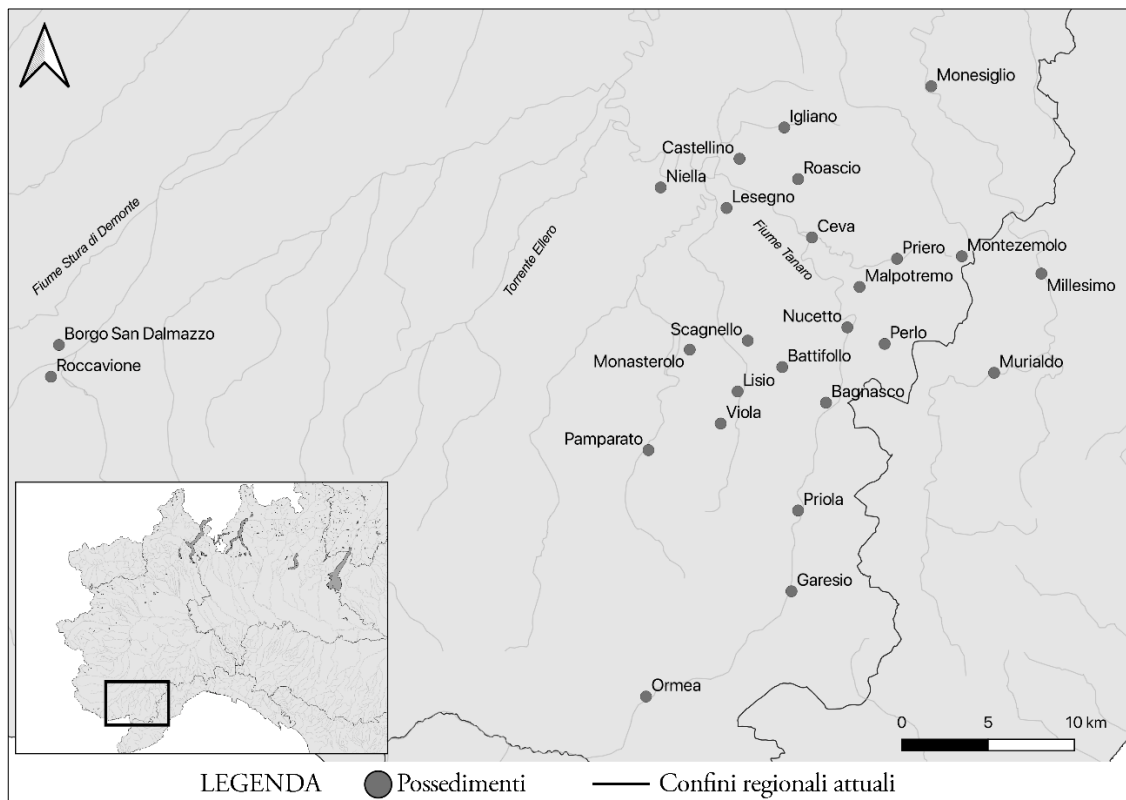 Monesiglio
Igliano
Castellino
Roascio
Niella
Lesegno
Fiume Stura di Demonte
Torrente Ellero
Fiume Tanaro
Ceva
Priero
Montezemolo
Malpotremo
Millesimo
Nucetto
Scagnello
Perlo
Borgo San Dalmazzo
Monasterolo
Battifollo
Roccavione
Murialdo
Lisio
Bagnasco
Viola
Pamparato
Priola
Garesio
Ormea
0 5 10 km
LEGENDA Possedimenti Confini regionali attuali